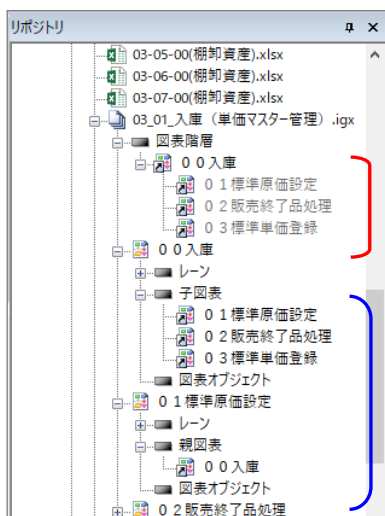 リポジトリ
03-05-00(棚卸資産).xlsx
03-06-00(棚卸資産).xlsx
03-07-00(棚卸資産).xlsx
03_01_入庫（単価マスター管理）.igx
図表階層
００入庫
０１標準原価設定
０２販売終了品処理
０３標準単価登録
００入庫
レーン
子図表
０１標準原価設定
０２販売終了品処理
０３標準単価登録
図表オブジェクト
０１標準原価設定
レーン
親図表
００入庫
図表オブジェクト
０２販売終了品処理